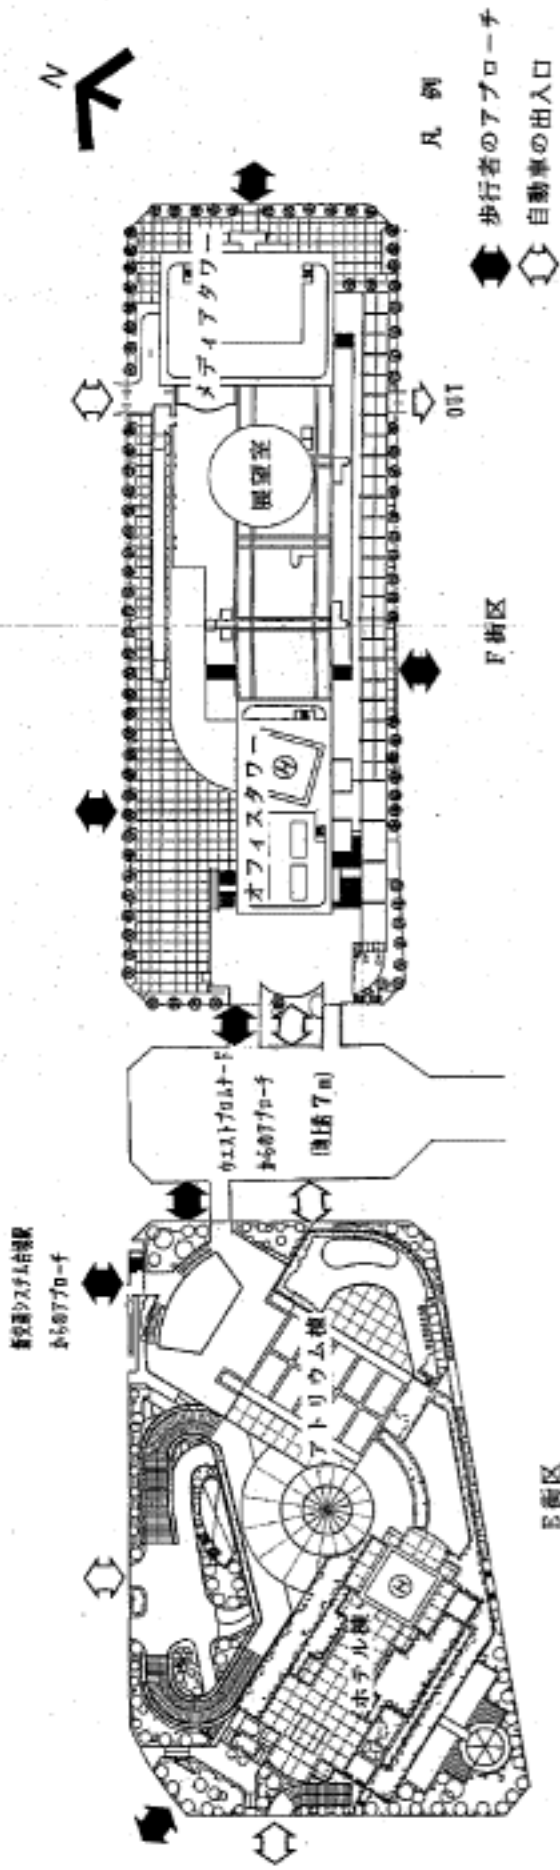 N
凡 例
歩行者のアプローチ
自動車の出入口
メディアタワー
展望室
オフィスタワー
H
F街区
ウエストプロムナード
からのアプローチ
(地上約7m)
新交通システム台場駅
からのアプローチ
アトリウム棟
ホテル棟
H
E街区